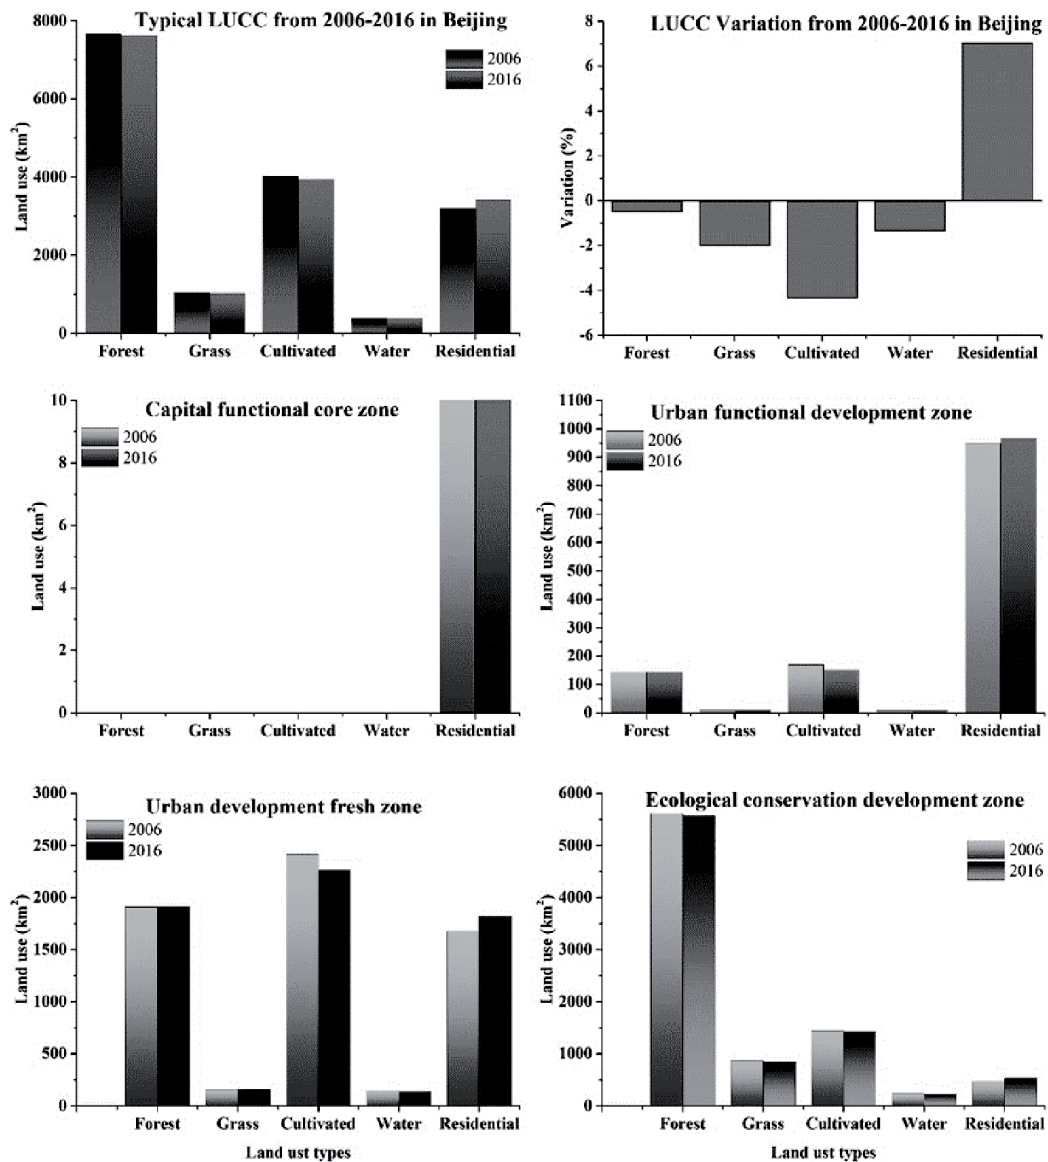 Typical LUCC from 2006-2016 in Beijing
2006
2016
Land use (km2)
8000
6000
4000
2000
0
Forest Grass Cultivated Water Residential
LUCC Variation from 2006-2016 in Beijing
Variation (%)
8
6
4
2
0
-2
-4
-6
Forest Grass Cultivated Water Residential
Capital functional core zone
2006
2016
Land use (km2)
10
8
6
4
2
0
Forest Grass Cultivated Water Residential
Urban functional development zone
2006
2016
Land use (km2)
1100
1000
900
800
700
600
500
400
300
200
100
0
Forest Grass Cultivated Water Residential
Urban development fresh zone
2006
2016
Land use (km2)
3000
2500
2000
1500
1000
500
0
Forest Grass Cultivated Water Residential
Land ust types
Ecological conservation development zone
2006
2016
Land use (km2)
6000
5000
4000
3000
2000
1000
0
Forest Grass Cultivated Water Residential
Land ust types